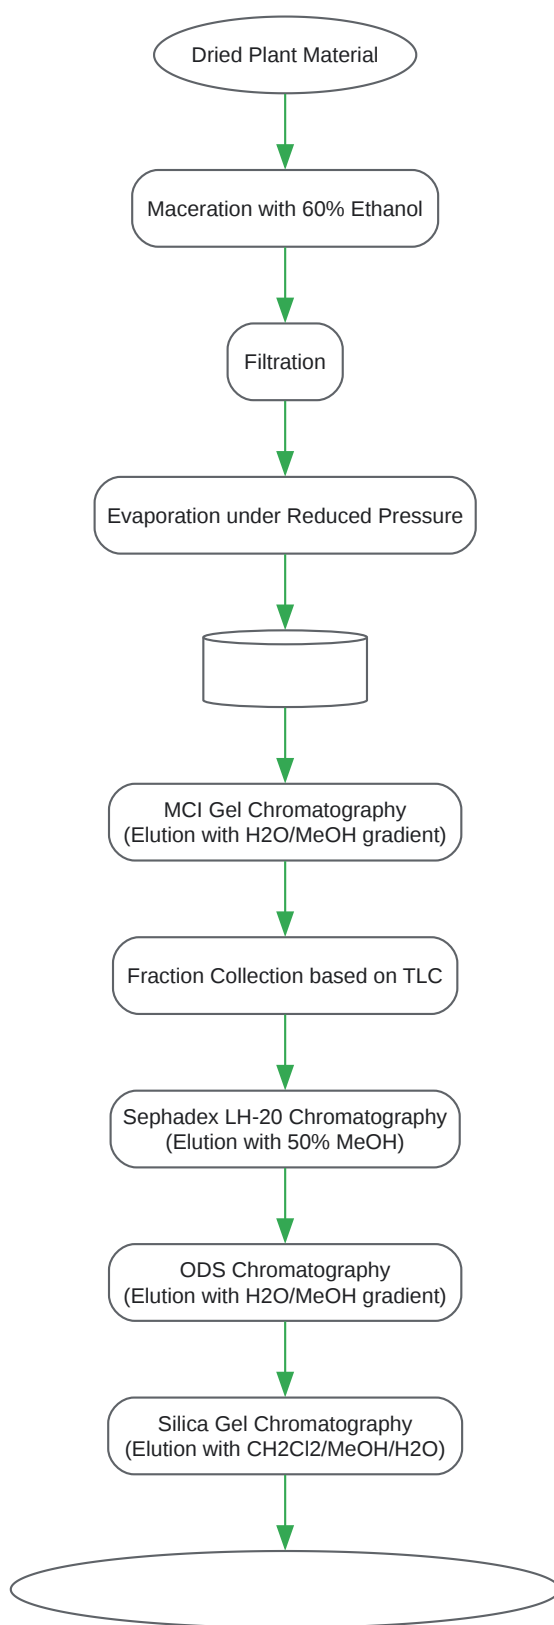 Dried Plant Material
Maceration with 60% Ethanol
Filtration
Evaporation under Reduced Pressure
MCI Gel Chromatography
(Elution with H2O/MeOH gradient)
Fraction Collection based on TLC
Sephadex LH-20 Chromatography
(Elution with 50% MeOH)
ODS Chromatography
(Elution with H2O/MeOH gradient)
Silica Gel Chromatography
(Elution with CH2Cl2/MeOH/H2O)